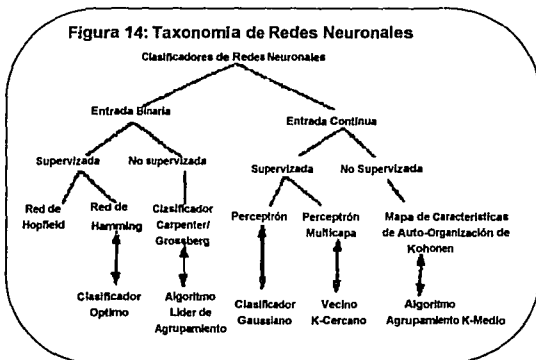 Figura 14: Taxonomia de Redes Neuronales
Clasificadores de Redes Neuronales
Entrada Binaria
Entrada Contínua
Supervizada
No supervizada
Supervizada
No Supervizada
Red de
Hopfield
Red de
Hamming
Clasificador
Carpenter/
Grossberg
Perceptrón
Perceptrón
Multicapa
Mapa de Características
de Auto-Organización de
Kohonen
Clasificador
Optimo
Algoritmo
Lider de
Agrupamiento
Clasificador
Gaussiano
Vecino
K-Cercano
Algoritmo
Agrupamiento K-Medio